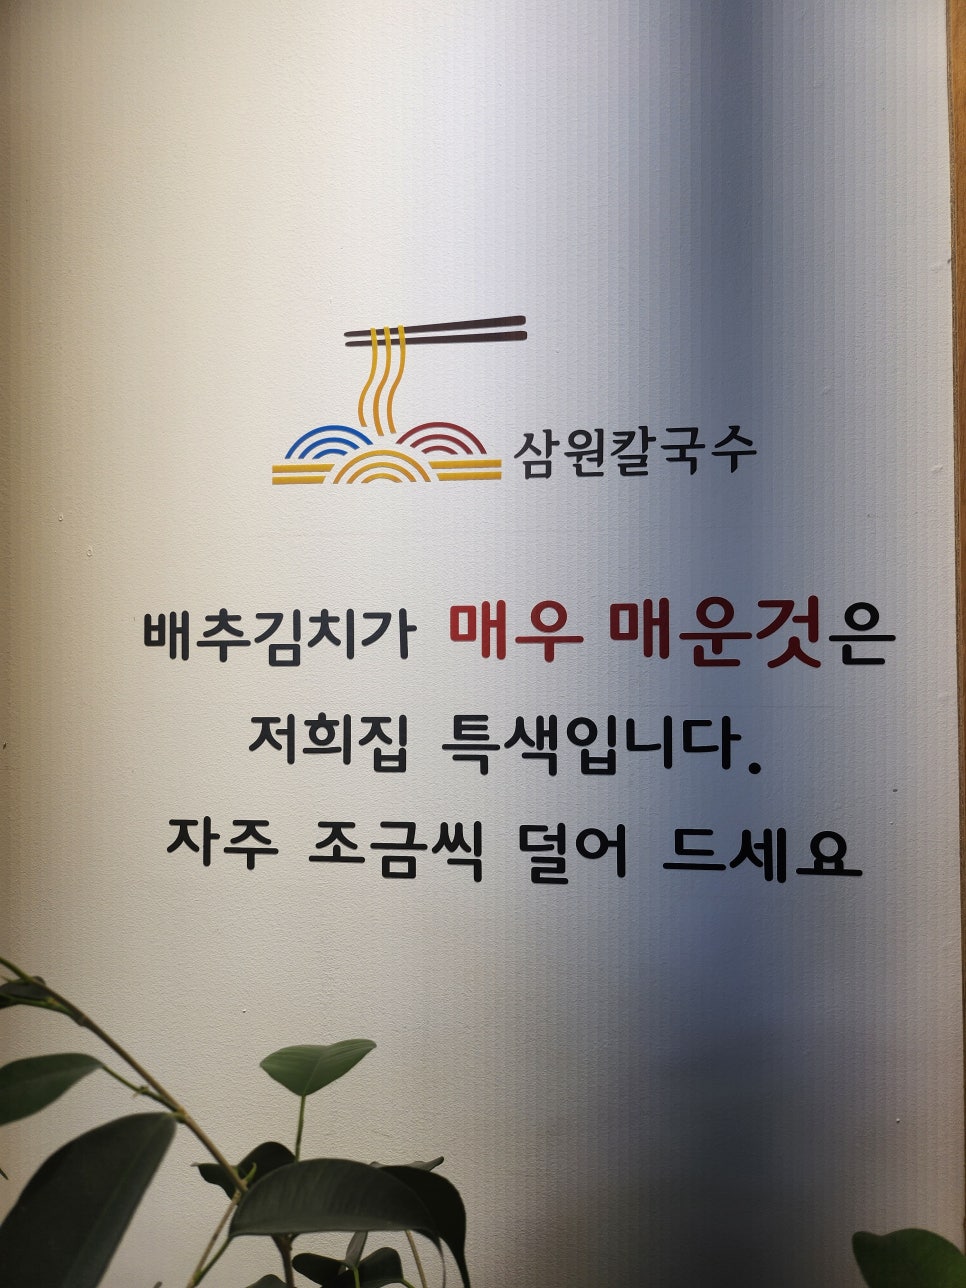 삼원칼국수
배추김치가 매우 매운것은
저희집 특색입니다.
자주 조금씩 덜어 드세요